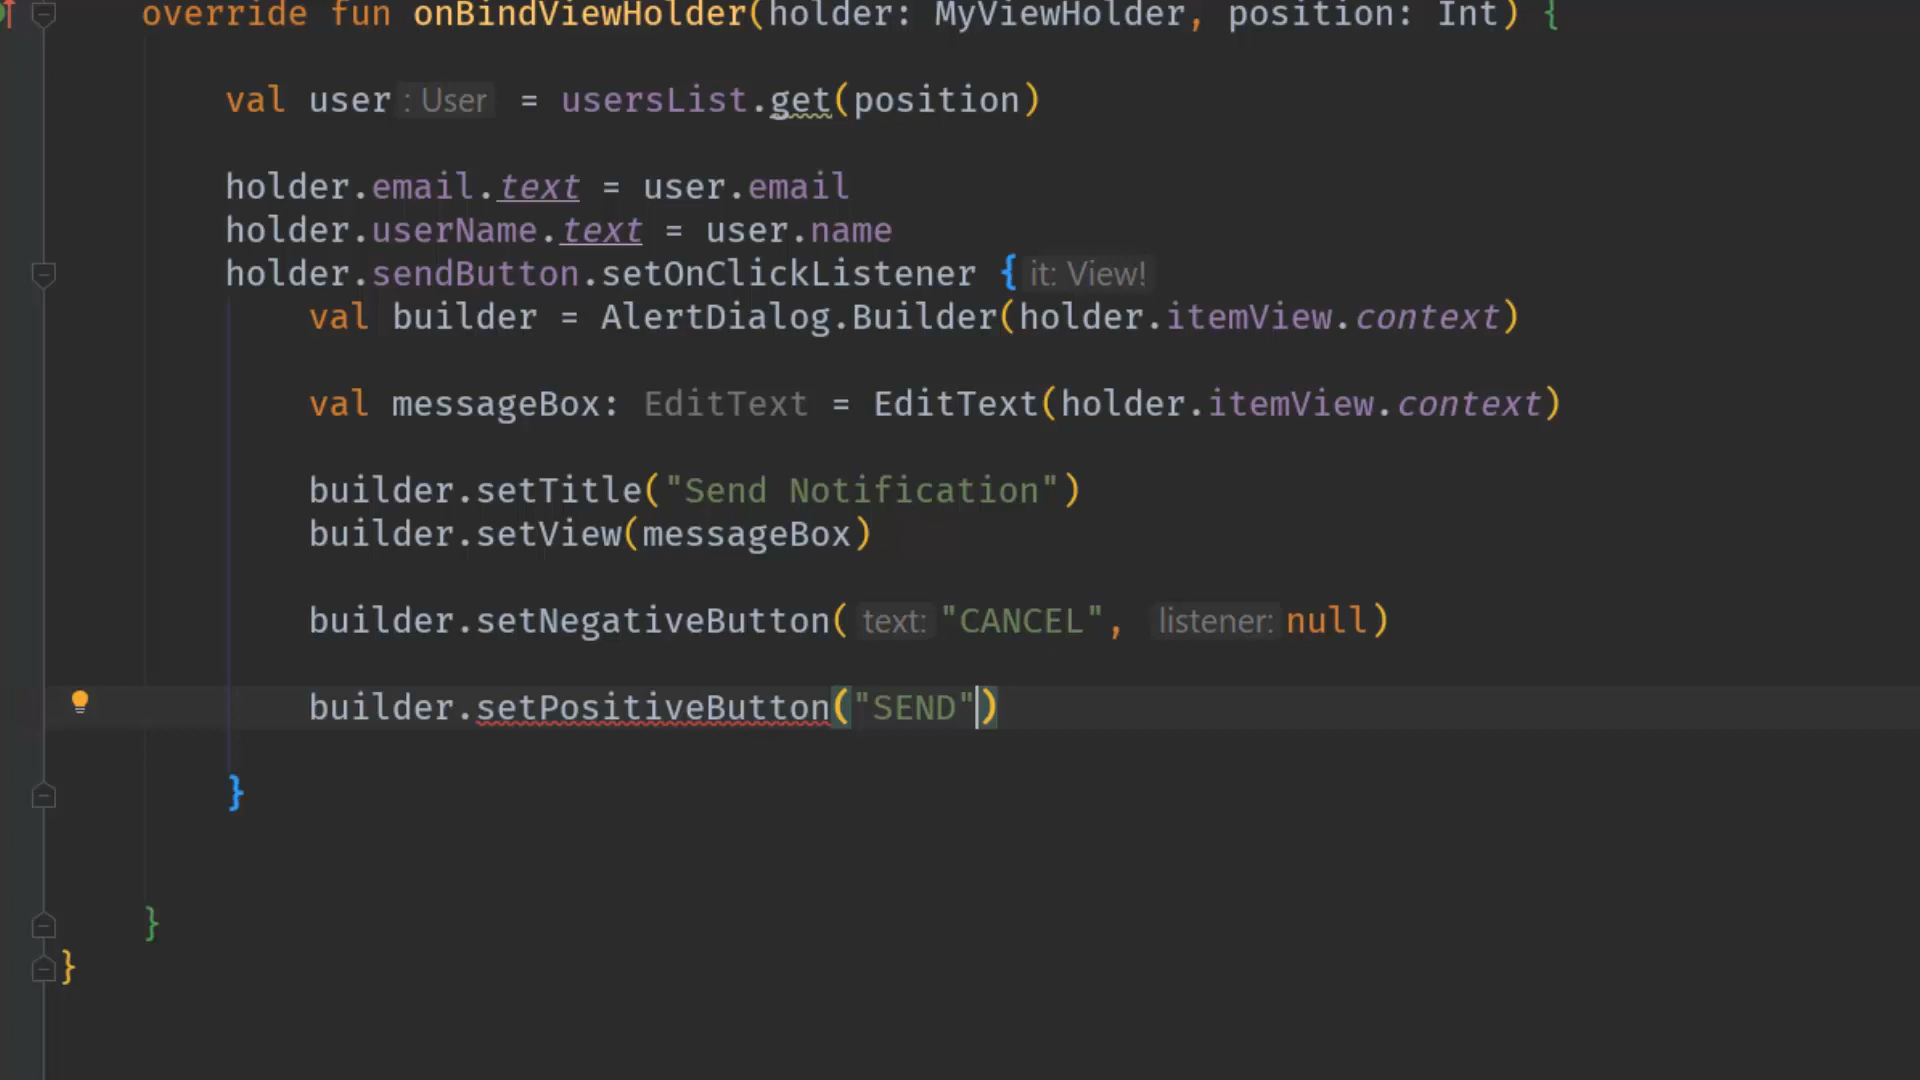 override fun onBindViewHolder(holder: MyViewHolder, position: Int) {
val user : User = usersList.get(position)
holder.email.text = user.email
holder.userName.text = user.name
holder.sendButton.setOnClickListener { it: View!
val builder = AlertDialog.Builder(holder.itemView.context)
val messageBox: EditText = EditText(holder.itemView.context)
builder.setTitle("Send Notification")
builder.setView(messageBox)
builder.setNegativeButton( text: "CANCEL", listener: null)
builder.setPositiveButton("SEND")
}
}
}